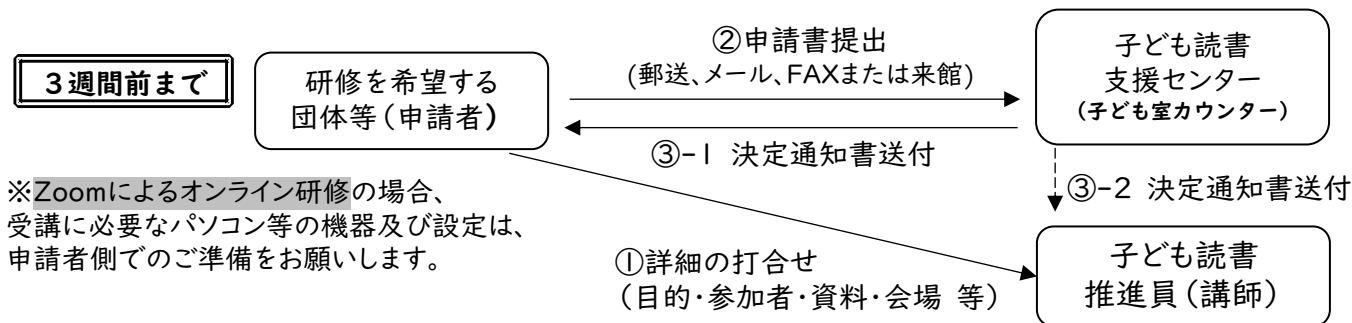 ３週間前まで
研修を希望する
団体等（申請者）
②申請書提出
(郵送、メール、FAXまたは来館)
③-1 決定通知書送付
子ども読書
支援センター
(子ども室カウンター)
③-2 決定通知書送付
※Zoomによるオンライン研修の場合、
受講に必要なパソコン等の機器及び設定は、
申請者側でのご準備をお願いします。
①詳細の打合せ
（目的・参加者・資料・会場 等）
子ども読書
推進員（講師）